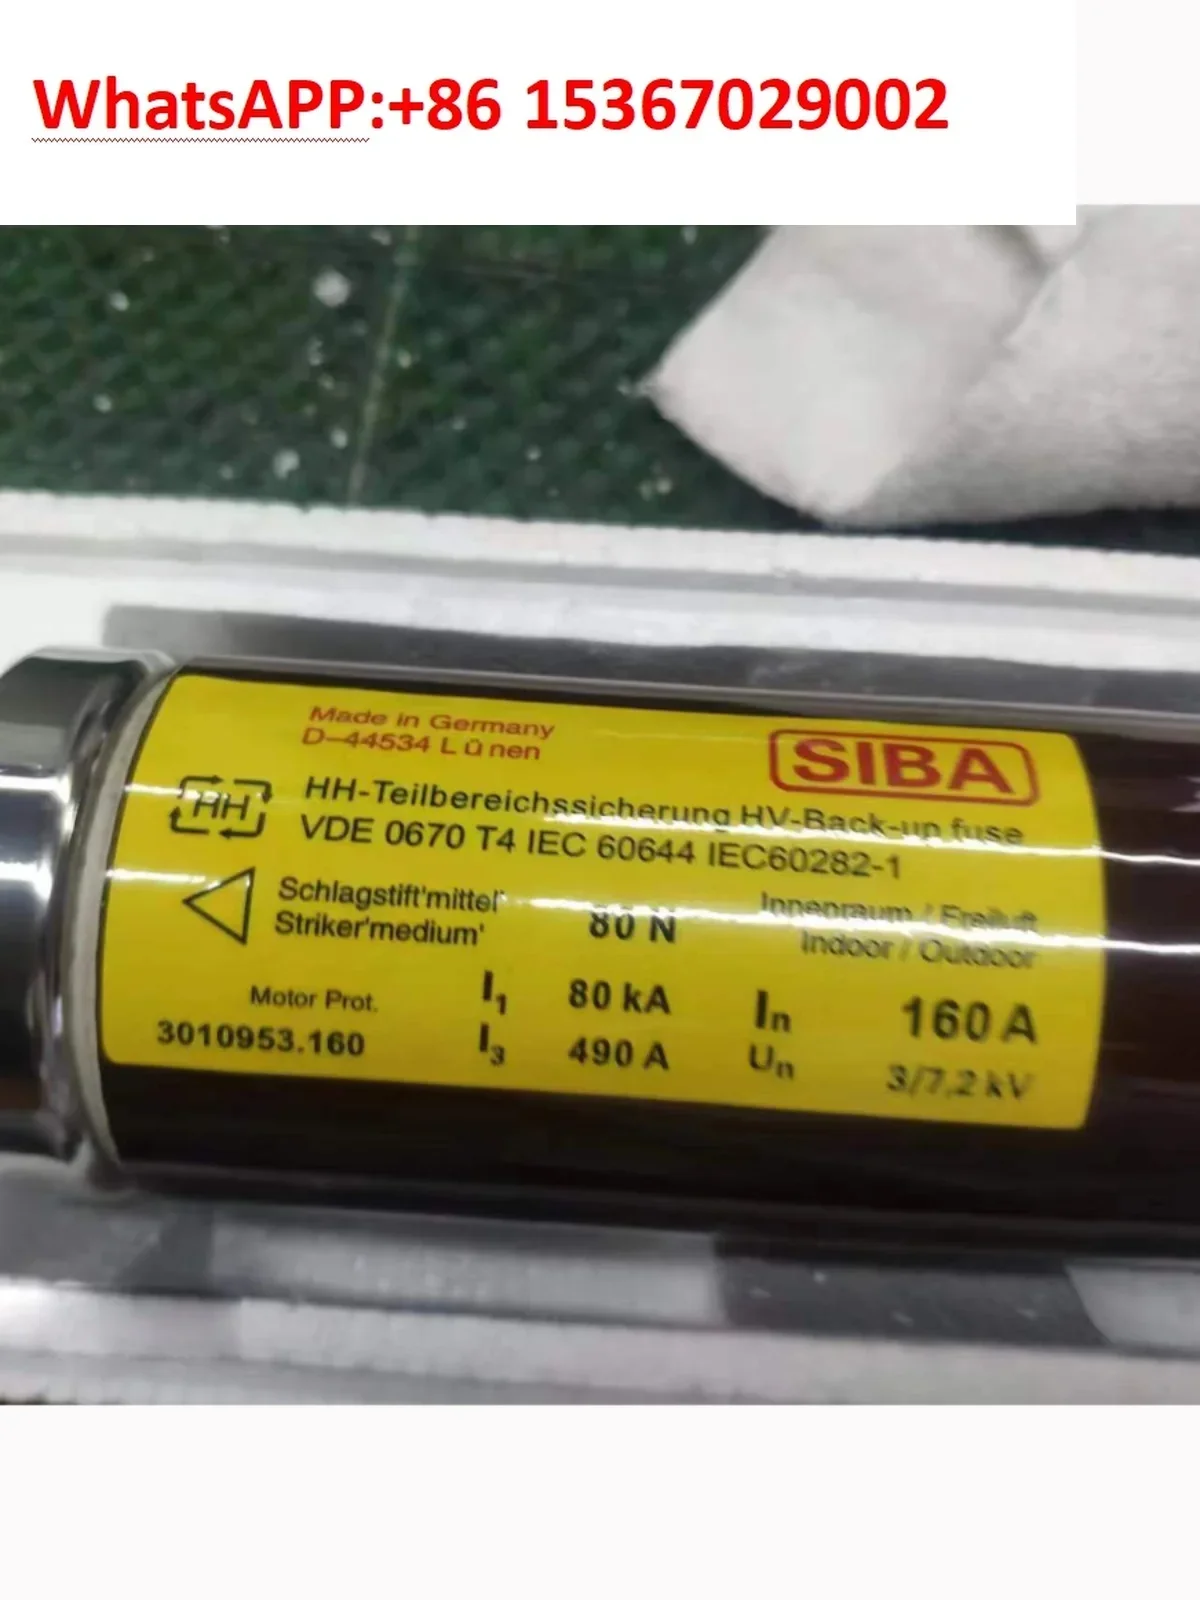 WhatsAPP:+86 15367029002
Made in Germany
D-44534 Lünen
SIBA
HH
HH-Teilbereichssicherung HV-Back-up fuse
VDE 0670 T4 IEC 60644 IEC60282-1
Schlagstift'mittel'
Striker'medium'
80 N
Innenraum / Freiluft
Indoor / Outdoor
Motor Prot.
3010953.160
I1 80 kA
I3 490 A
In 160 A
Un 3/7,2 kV